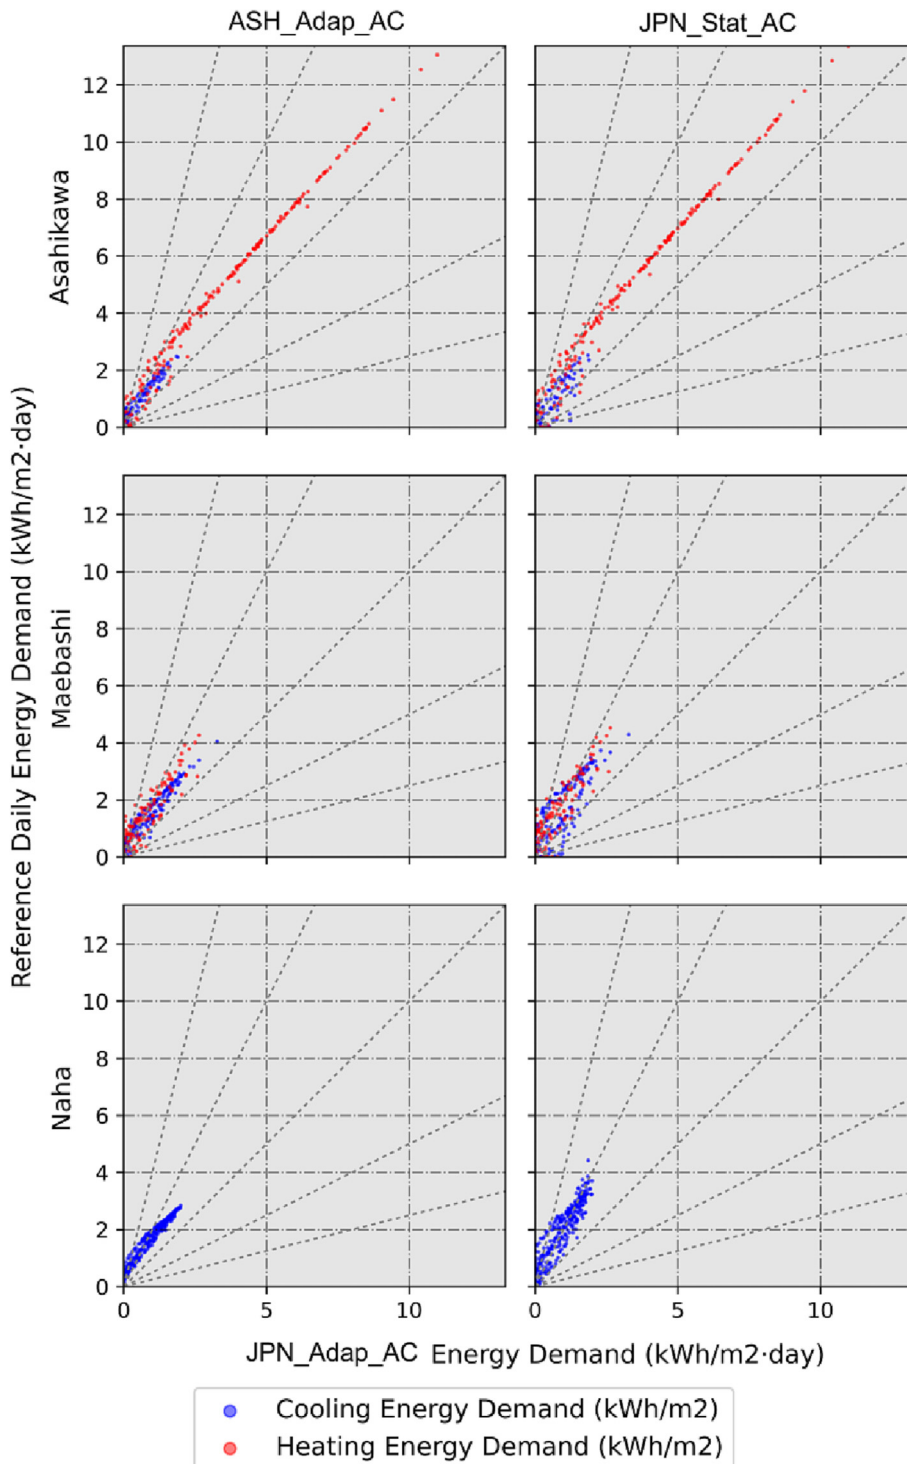 ASH_Adap_AC
JPN_Stat_AC
Reference Daily Energy Demand (kWh/m2·day)
Asahikawa
12
10
8
6
4
2
0
Maebashi
12
10
8
6
4
2
0
Naha
12
10
8
6
4
2
0
0 5 10
0 5 10
JPN_Adap_AC Energy Demand (kWh/m2·day)
Cooling Energy Demand (kWh/m2)
Heating Energy Demand (kWh/m2)